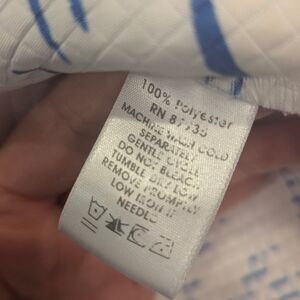 100% Polyester
RN
MACHINE WASH COLD
SEPARATELY
GENTLE CYCLE
DO NOT BLEACH
TUMBLE DRY LOW
REMOVE PROMPTLY
LOW IRON IF
NEEDED